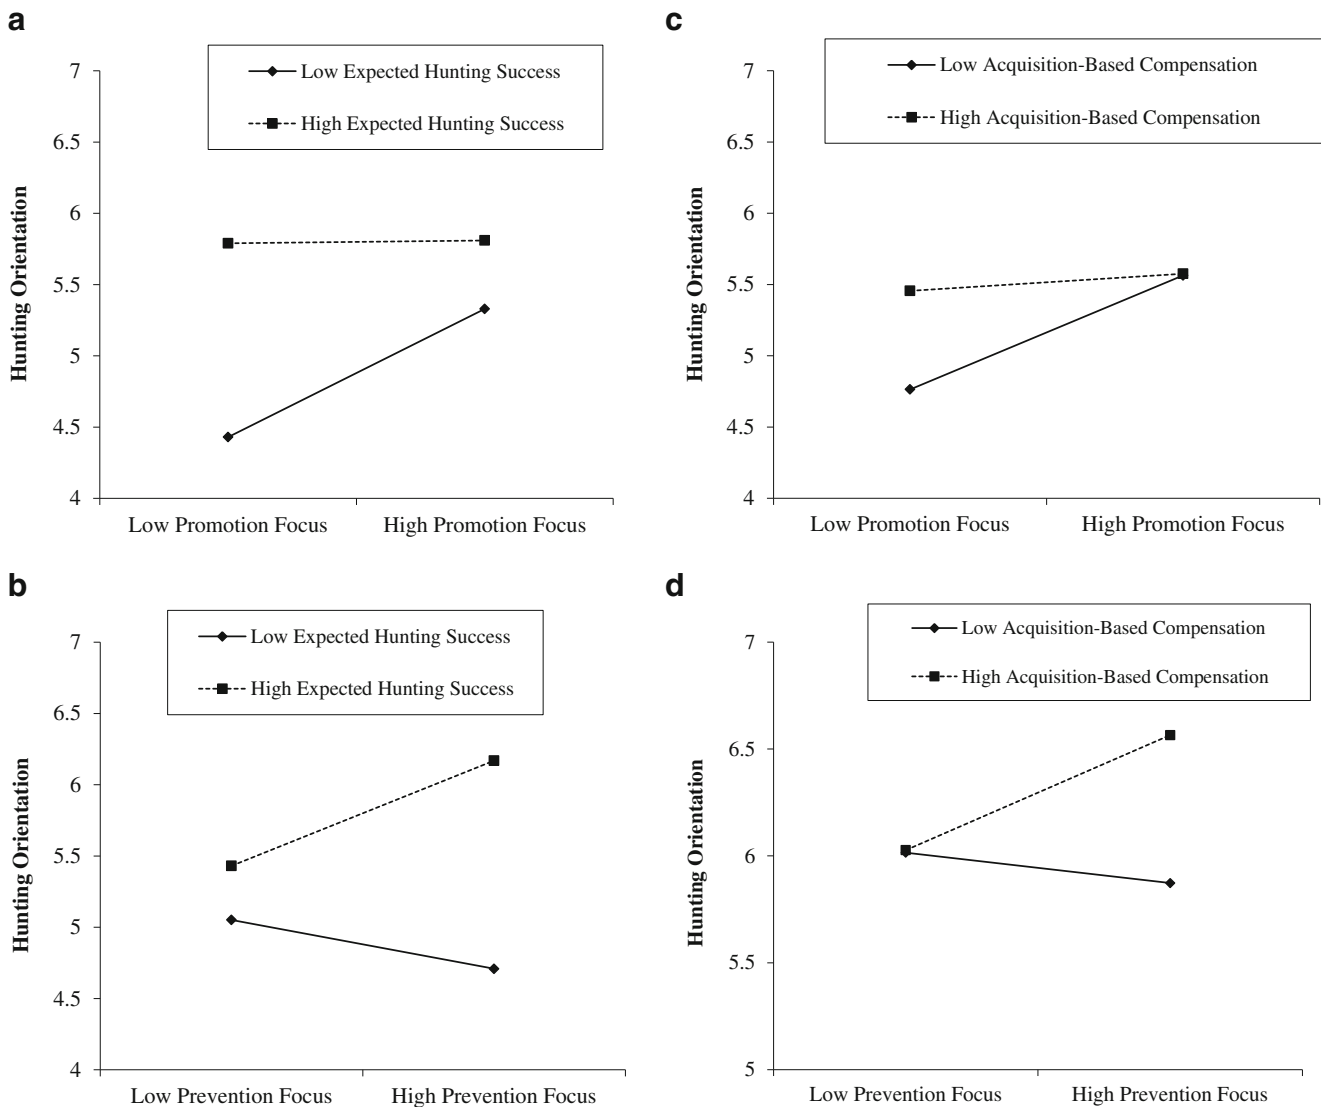 a
Low Expected Hunting Success
High Expected Hunting Success
7
6.5
6
5.5
5
4.5
4
Hunting Orientation
Low Promotion Focus
High Promotion Focus
c
Low Acquisition-Based Compensation
High Acquisition-Based Compensation
7
6.5
6
5.5
5
4.5
4
Hunting Orientation
Low Promotion Focus
High Promotion Focus
b
Low Expected Hunting Success
High Expected Hunting Success
7
6.5
6
5.5
5
4.5
4
Hunting Orientation
Low Prevention Focus
High Prevention Focus
d
Low Acquisition-Based Compensation
High Acquisition-Based Compensation
7
6.5
6
5.5
5
Hunting Orientation
Low Prevention Focus
High Prevention Focus